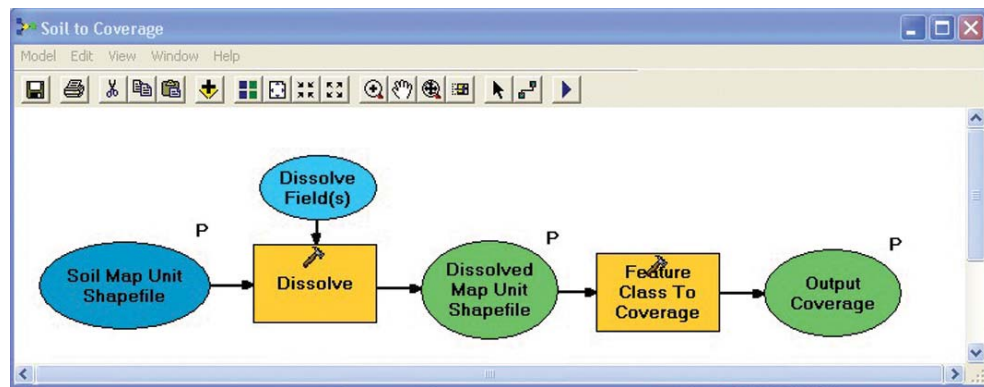 Soil to Coverage
Model Edit View Window Help
Dissolve
Field(s)
P
Soil Map Unit
Shapefile
Dissolve
P
Dissolved
Map Unit
Shapefile
Feature
Class To
Coverage
P
Output
Coverage